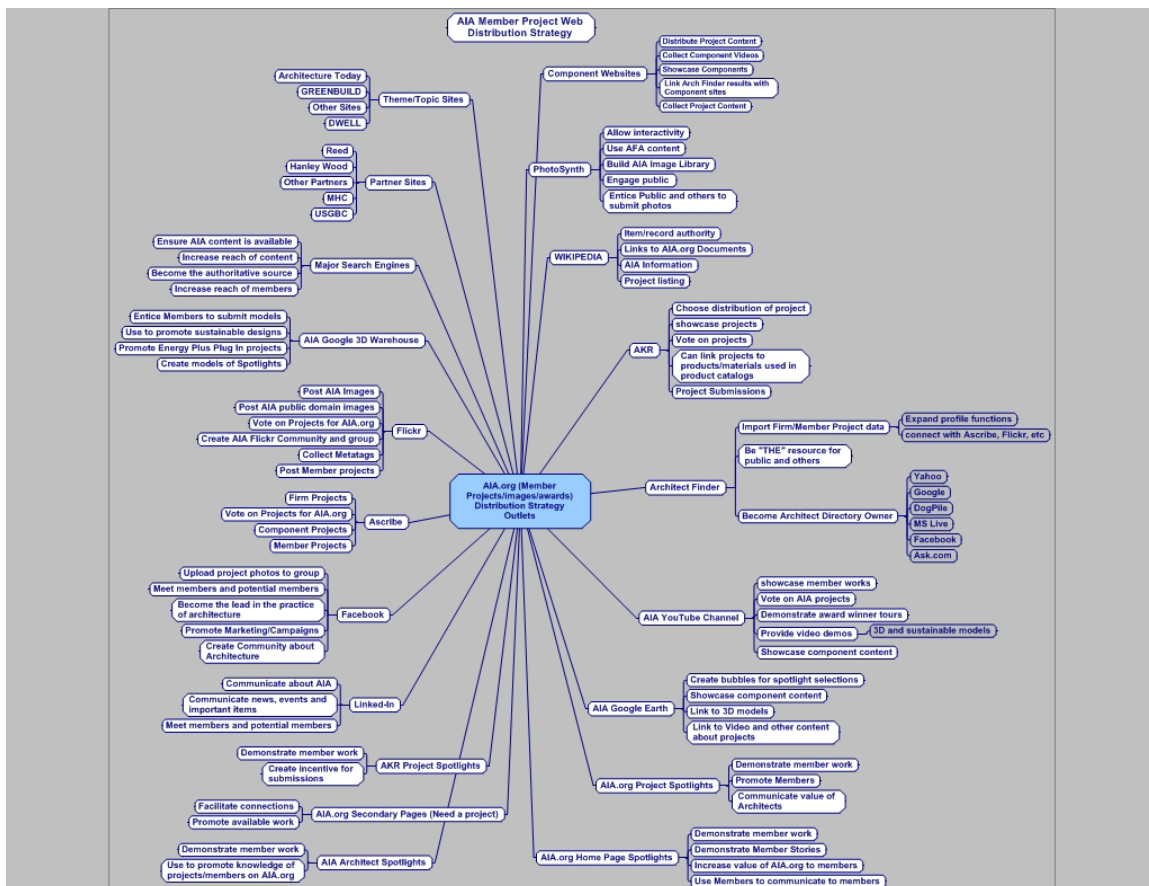 AIA Member Project Web
Distribution Strategy
Architecture Today
GREENBUILD
Other Sites
DWELL
Theme/Topic Sites
Reed
Hanley Wood
Other Partners
MHC
USGBC
Partner Sites
Ensure AIA content is available
Increase reach of content
Become the authoritative source
Increase reach of members
Major Search Engines
Entice Members to submit models
Use to promote sustainable designs
Promote Energy Plus Plug In projects
Create models of Spotlights
AIA Google 3D Warehouse
Post AIA Images
Post AIA public domain images
Vote on Projects for AIA.org
Create AIA Flickr Community and group
Collect Metatags
Post Member projects
Flickr
Firm Projects
Vote on Projects for AIA.org
Component Projects
Member Projects
Ascribe
Upload project photos to group
Meet members and potential members
Become the lead in the practice
of architecture
Promote Marketing/Campaigns
Create Community about
Architecture
Facebook
Communicate about AIA
Communicate news, events and
important items
Meet members and potential members
Linked-In
Demonstrate member work
Create incentive for
submissions
AKR Project Spotlights
Facilitate connections
Promote available work
AIA.org Secondary Pages (Need a project)
Demonstrate member work
Use to promote knowledge of
projects/members on AIA.org
AIA Architect Spotlights
AIA.org (Member
Projects/images/awards)
Distribution Strategy
Outlets
Component Websites
Distribute Project Content
Collect Component Videos
Showcase Components
Link Arch Finder results with
Component sites
Collect Project Content
PhotoSynth
Allow interactivity
Use AFA content
Build AIA Image Library
Engage public
Entice Public and others to
submit photos
WIKIPEDIA
Item/record authority
Links to AIA.org Documents
AIA Information
Project listing
AKR
Choose distribution of project
showcase projects
Vote on projects
Can link projects to
products/materials used in
product catalogs
Project Submissions
Architect Finder
Import Firm/Member Project data
Expand profile functions
connect with Ascribe, Flickr, etc
Be "THE" resource for
public and others
Become Architect Directory Owner
Yahoo
Google
DogPile
MS Live
Facebook
Ask.com
AIA YouTube Channel
showcase member works
Vote on AIA projects
Demonstrate award winner tours
Provide video demos
3D and sustainable models
Showcase component content
AIA Google Earth
Create bubbles for spotlight selections
Showcase component content
Link to 3D models
Link to Video and other content
about projects
AIA.org Project Spotlights
Demonstrate member work
Promote Members
Communicate value of
Architects
AIA.org Home Page Spotlights
Demonstrate member work
Demonstrate Member Stories
Increase value of AIA.org to members
Use Members to communicate to members